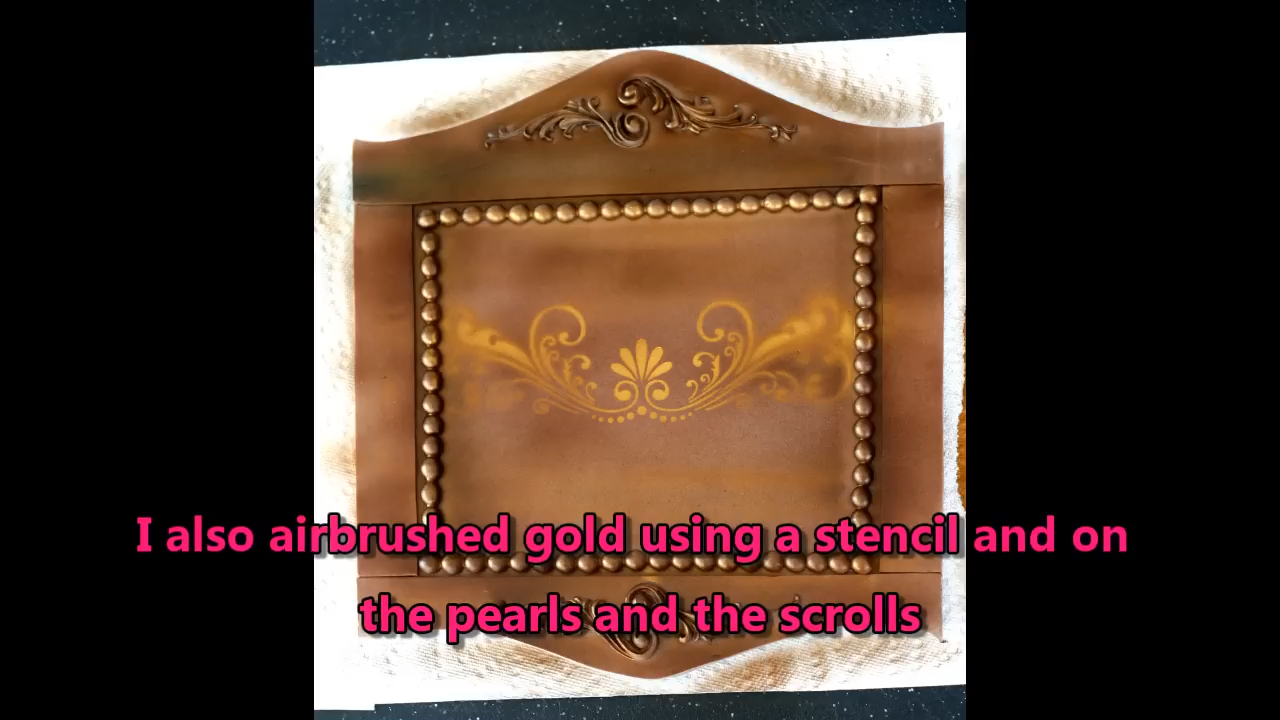 I also airbrushed gold using a stencil and on
the pearls and the scrolls